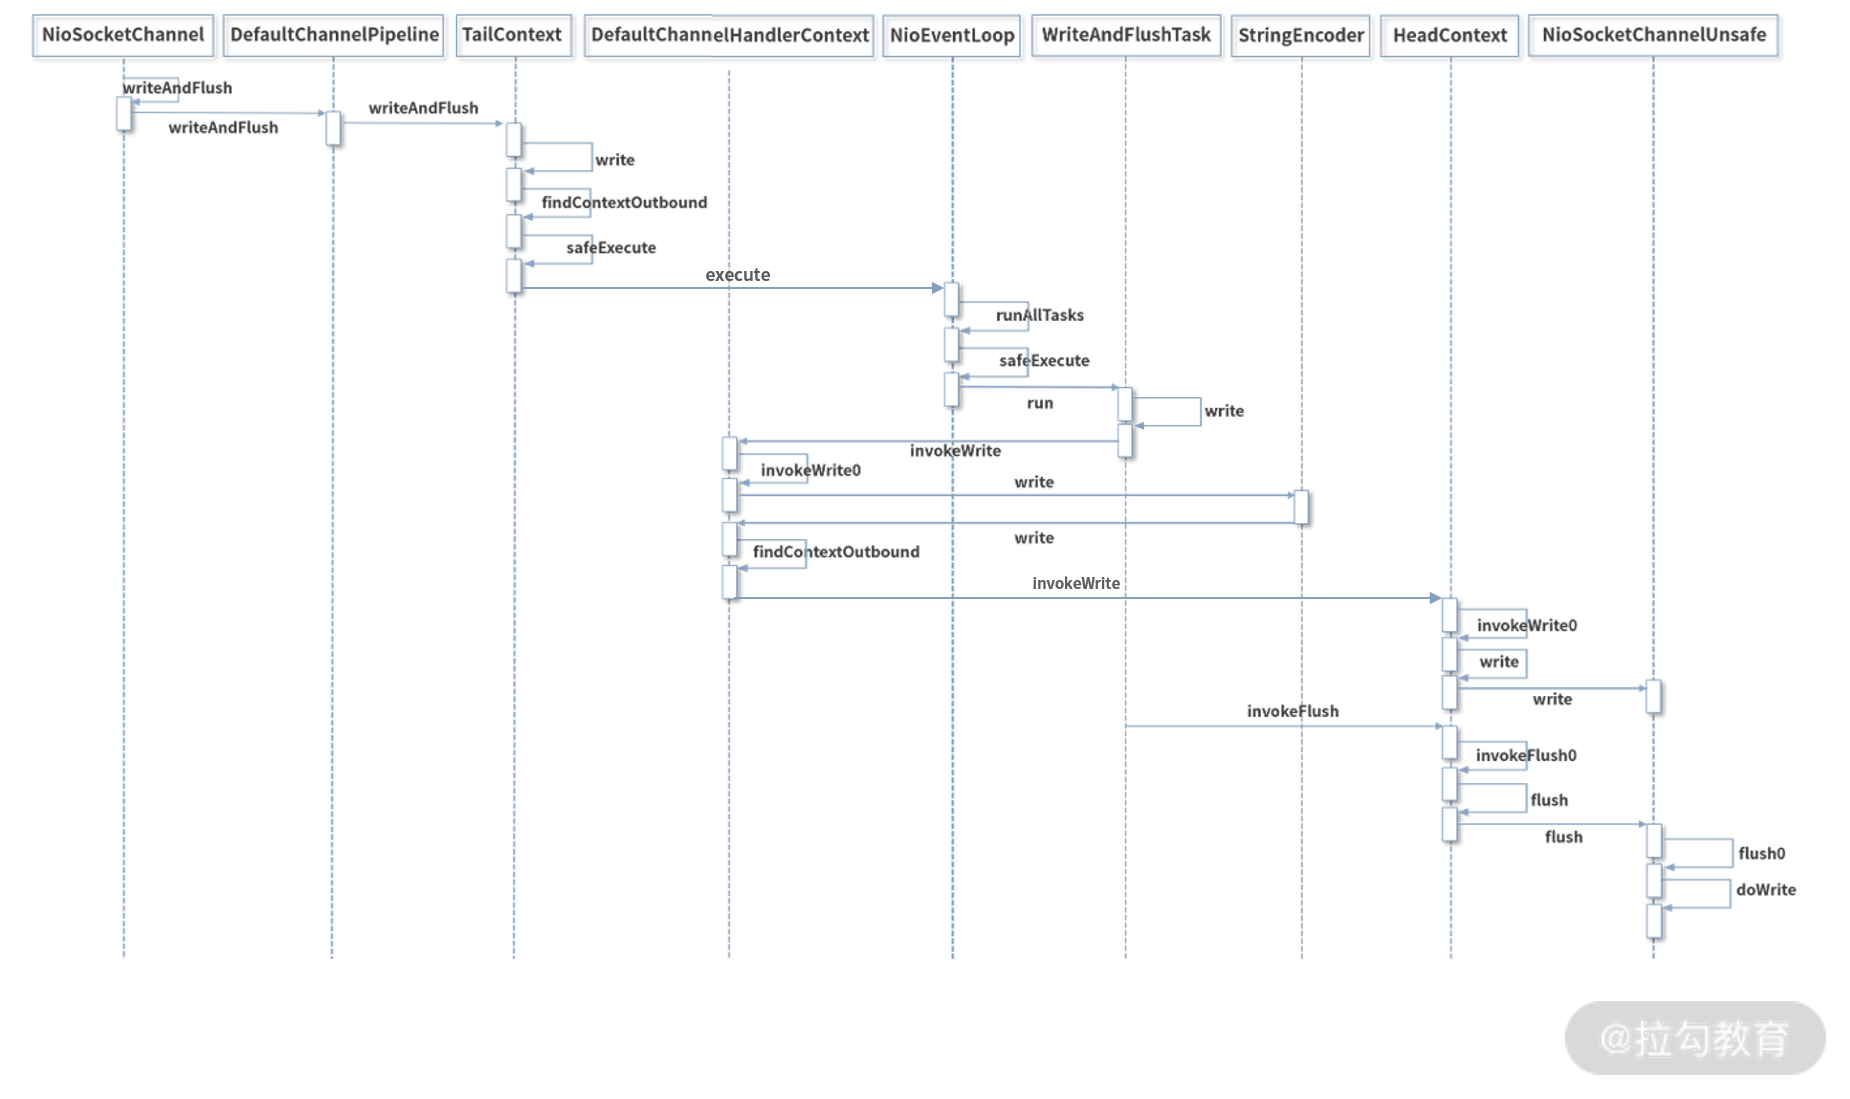 NioSocketChannel
DefaultChannelPipeline
TailContext
DefaultChannelHandlerContext
NioEventLoop
WriteAndFlushTask
StringEncoder
HeadContext
NioSocketChannelUnsafe
writeAndFlush
writeAndFlush
writeAndFlush
write
findContextOutbound
safeExecute
execute
runAllTasks
safeExecute
run
write
invokeWrite
invokeWrite0
write
write
findContextOutbound
invokeWrite
invokeWrite0
write
write
invokeFlush
invokeFlush0
flush
flush
flush0
doWrite
@拉勾教育